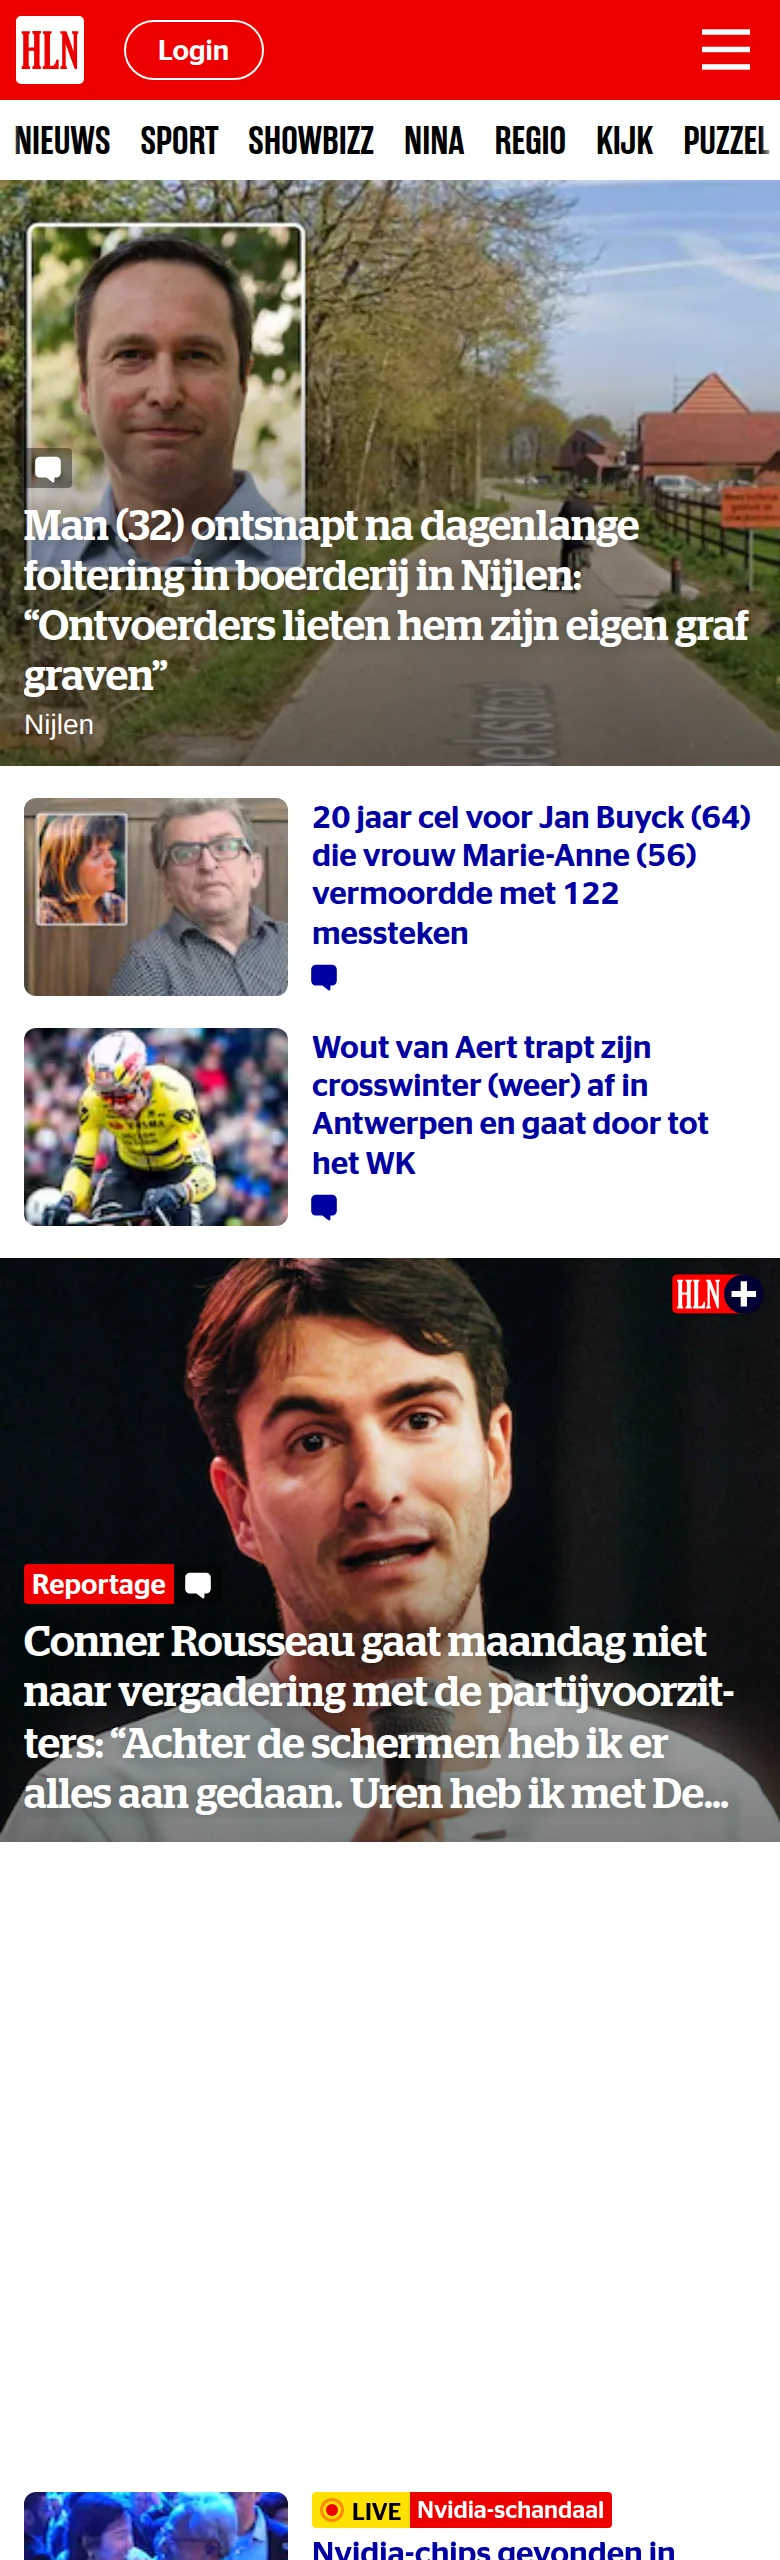 HLN
Login
NIEUWS SPORT SHOWBIZZ NINA REGIO KIJK PUZZEL
Man (32) ontsnapt na dagenlange
foltering in boerderij in Nijlen:
“Ontvoerders lieten hem zijn eigen graf
graven”
Nijlen
20 jaar cel voor Jan Buyck (64)
die vrouw Marie-Anne (56)
vermoordde met 122
messteken
Wout van Aert trapt zijn
crosswinter (weer) af in
Antwerpen en gaat door tot
het WK
HLN+
Reportage
Conner Rousseau gaat maandag niet
naar vergadering met de partijvoorzit-
ters: “Achter de schermen heb ik er
alles aan gedaan. Uren heb ik met De...
LIVE Nvidia-schandaal
Nvidia-chips gevonden in